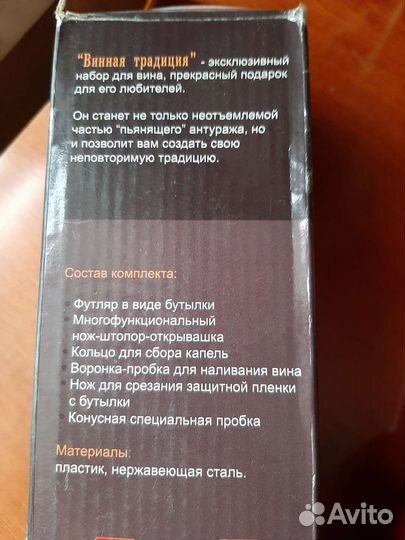 "Винная традиция" - эксклюзивный
набор для вина, прекрасный подарок
для его любителей.
Он станет не только неотъемлемой
частью "пьянящего" антуража, но
и позволит вам создать свою
неповторимую традицию.
Состав комплекта:
Футляр в виде бутылки
• Многофункциональный
нож-штопор-открывашка
• Кольцо для сбора капель
• Воронка-пробка для наливания вина
• Нож для срезания защитной пленки
с бутылки
• Конусная специальная пробка
Материалы:
пластик, нержавеющая сталь.
Avito